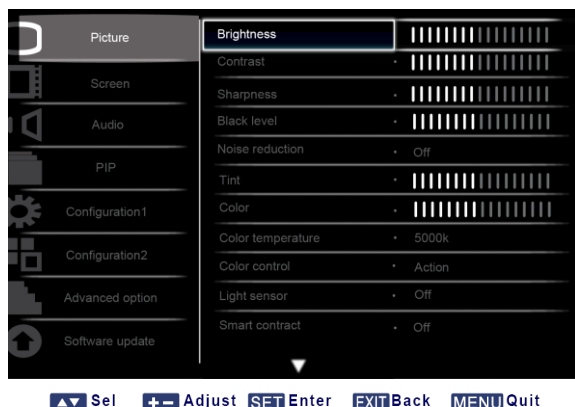 Picture
Screen
Audio
PIP
Configuration1
Configuration2
Advanced option
Software update
Brightness
Contrast
Sharpness
Black level
Noise reduction Off
Tint
Color
Color temperature 5000k
Color control Action
Light sensor Off
Smart contract Off
Sel Adjust SET Enter EXIT Back MENU Quit